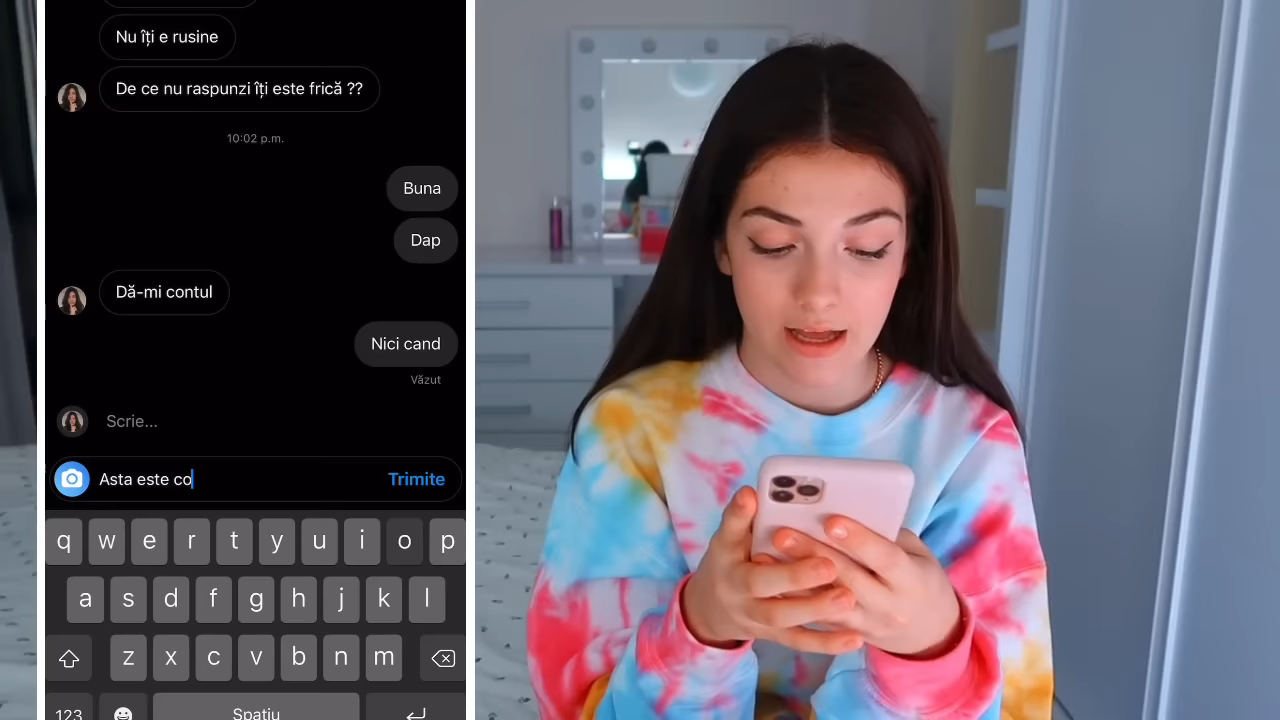 Nu îți e rusine
De ce nu raspunzi îți este frică ??
10:02 p.m.
Buna
Dap
Dă-mi contul
Nici cand
Văzut
Scrie...
Asta este co
Trimite
q w e r t y u i o p
a s d f g h j k l
z x c v b n m
123 Spațiu